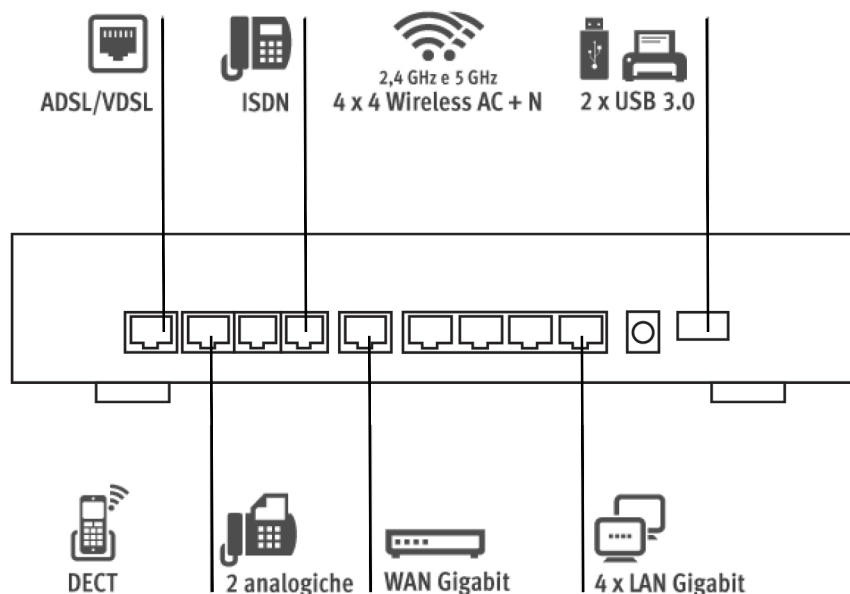 2,4 GHz e 5 GHz
ADSL/VDSL
ISDN
4 x 4 Wireless AC + N
2 x USB 3.0
DECT
2 analogiche
WAN Gigabit
4 x LAN Gigabit